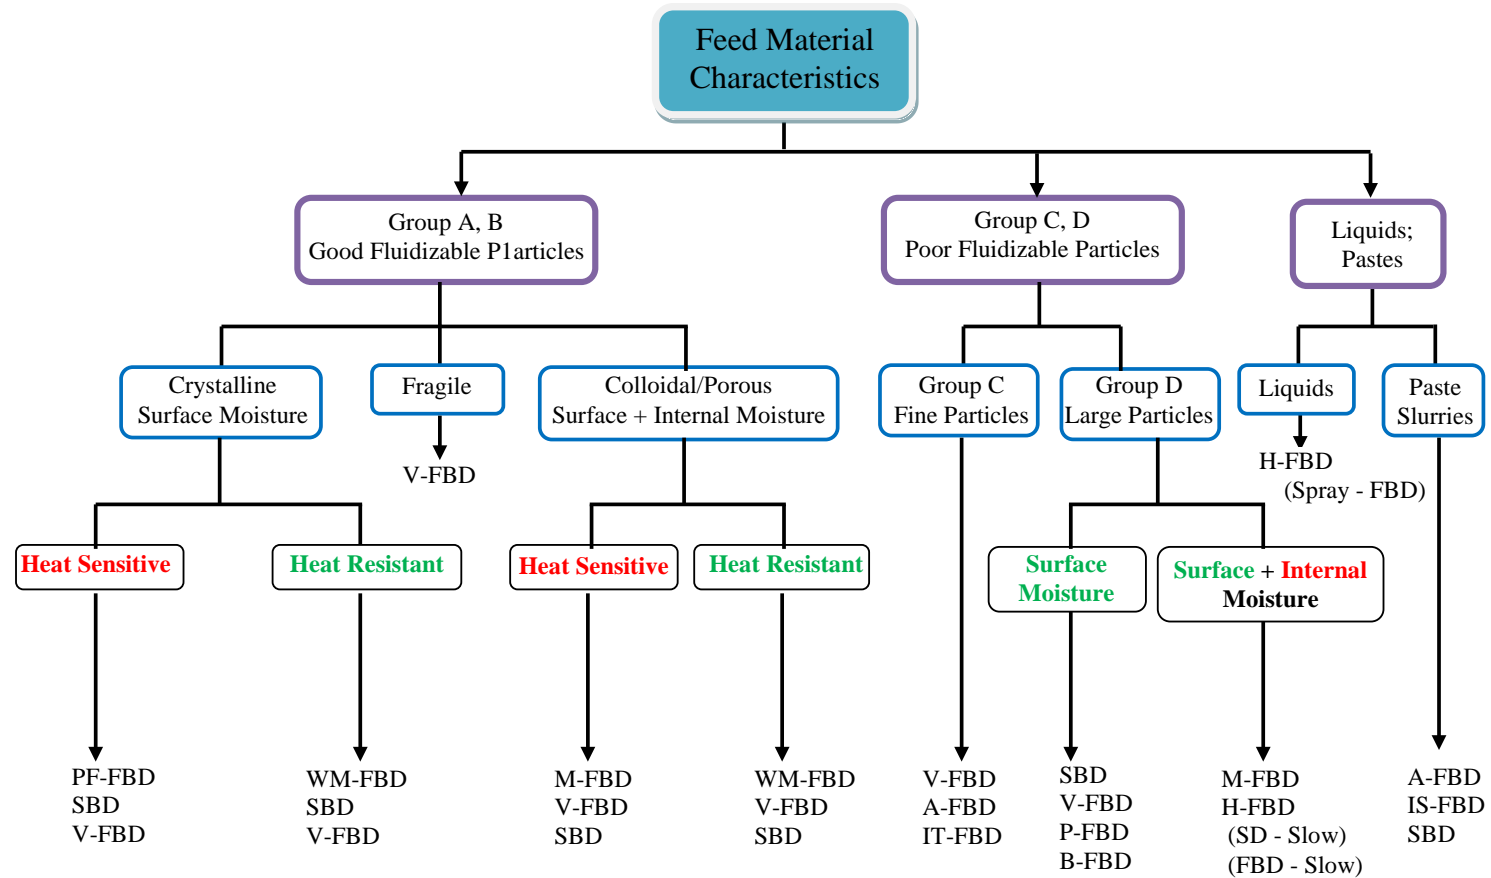 Feed Material
Characteristics
Group A, B
Good Fluidizable P1articles
Group C, D
Poor Fluidizable Particles
Liquids;
Pastes
Crystalline
Surface Moisture
Fragile
Colloidal/Porous
Surface + Internal Moisture
Group C
Fine Particles
Group D
Large Particles
Liquids
Paste
Slurries
V-FBD
H-FBD
(Spray - FBD)
Heat Sensitive
Heat Resistant
Heat Sensitive
Heat Resistant
Surface
Moisture
Surface + Internal
Moisture
PF-FBD
SBD
V-FBD
WM-FBD
SBD
V-FBD
M-FBD
V-FBD
SBD
WM-FBD
V-FBD
SBD
V-FBD
A-FBD
IT-FBD
SBD
V-FBD
P-FBD
B-FBD
M-FBD
H-FBD
(SD - Slow)
(FBD - Slow)
A-FBD
IS-FBD
SBD